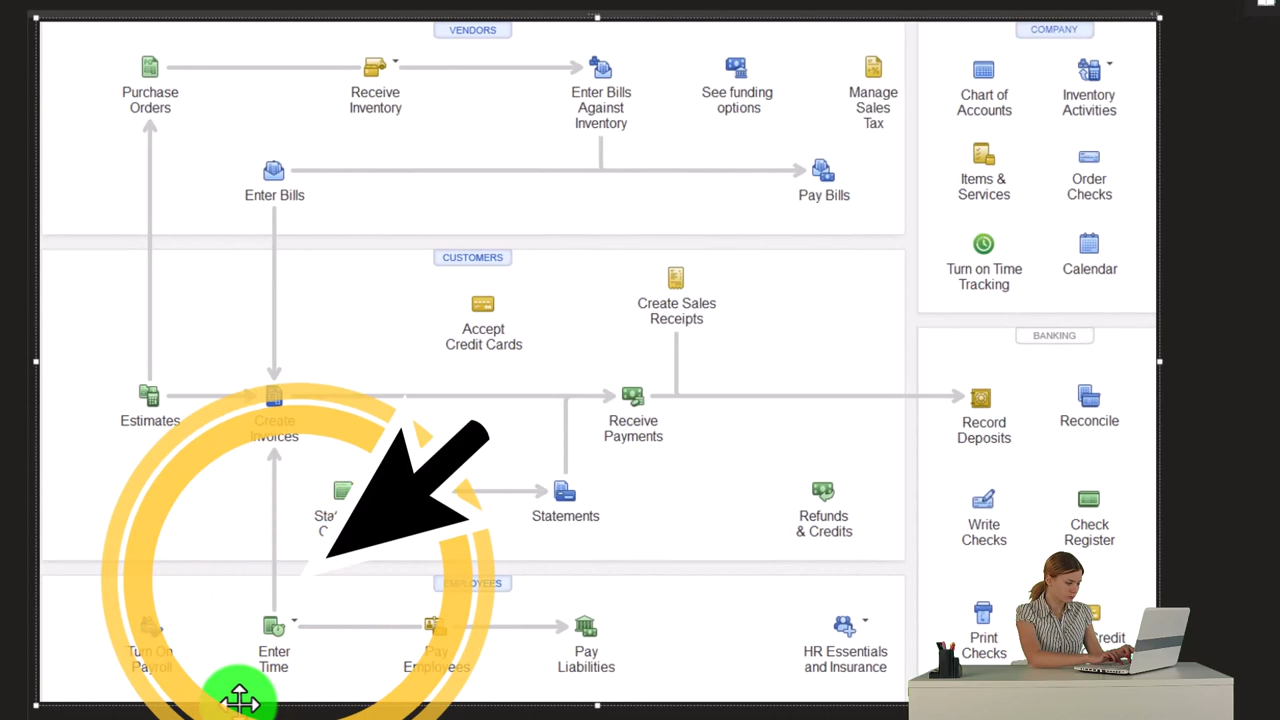 VENDORS
Purchase
Orders
Receive
Inventory
Enter Bills
Against
Inventory
See funding
options
Manage
Sales
Tax
Enter Bills
Pay Bills
CUSTOMERS
Accept
Credit Cards
Create Sales
Receipts
Estimates
Create
Invoices
Receive
Payments
Statements
Refunds
& Credits
EMPLOYEES
Turn On
Payroll
Enter
Time
Pay
Employees
Pay
Liabilities
HR Essentials
and Insurance
COMPANY
Chart of
Accounts
Inventory
Activities
Items &
Services
Order
Checks
Turn on Time
Tracking
Calendar
BANKING
Record
Deposits
Reconcile
Write
Checks
Check
Register
Print
Checks
Credit